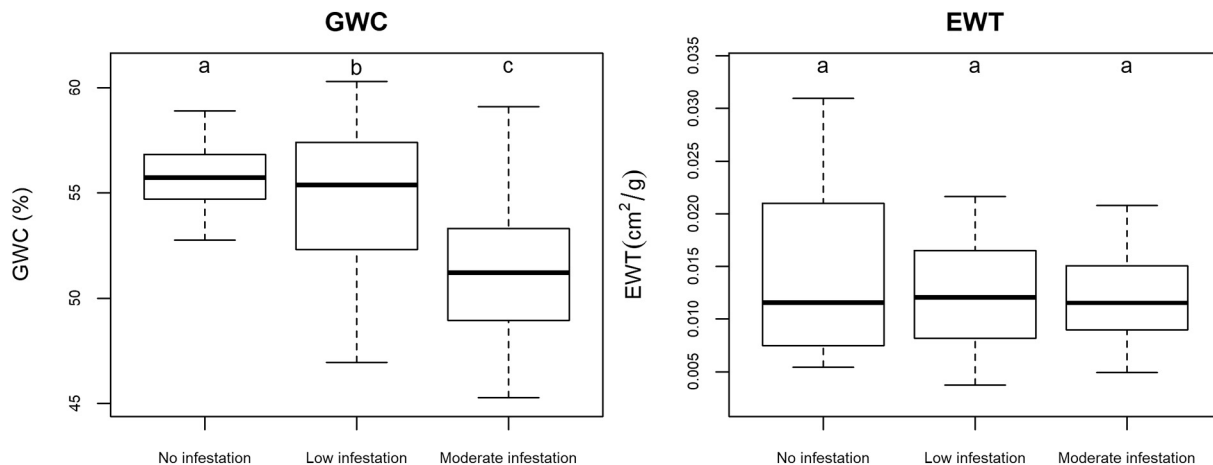 GWC
a b c
GWC (%)
60
55
50
45
No infestation Low infestation Moderate infestation
EWT
a a a
EWT(cm²/g)
0.035
0.030
0.025
0.020
0.015
0.010
0.005
No infestation Low infestation Moderate infestation